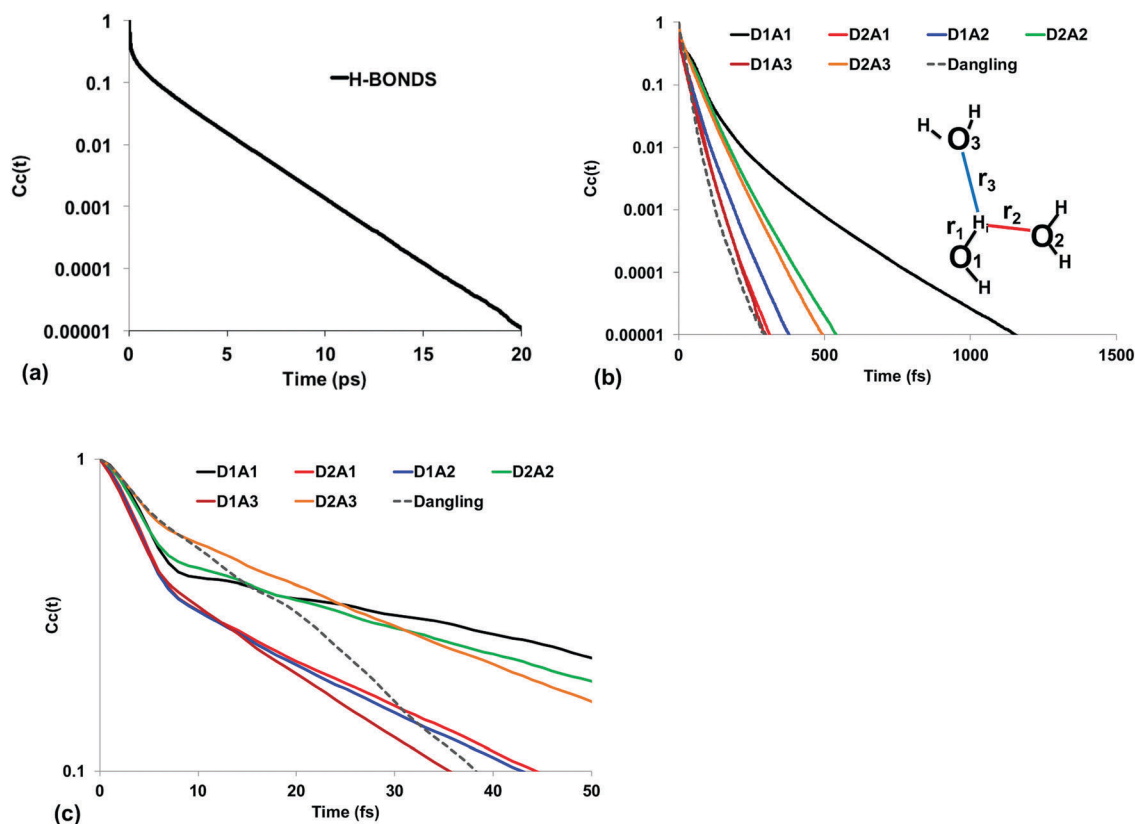 1
0.1
0.01
0.001
0.0001
0.00001
Cc(t)
H-BONDS
0 5 10 15 20
Time (ps)
(a)
D1A1 D2A1 D1A2 D2A2
D1A3 D2A3 Dangling
1
0.1
0.01
0.001
0.0001
0.00001
Cc(t)
H
H O3
r3
r1 H r2 H
O1 O2
H H
0 500 1000 1500
Time (fs)
(b)
D1A1 D2A1 D1A2 D2A2
D1A3 D2A3 Dangling
1
Cc(t)
0.1
0 10 20 30 40 50
Time (fs)
(c)